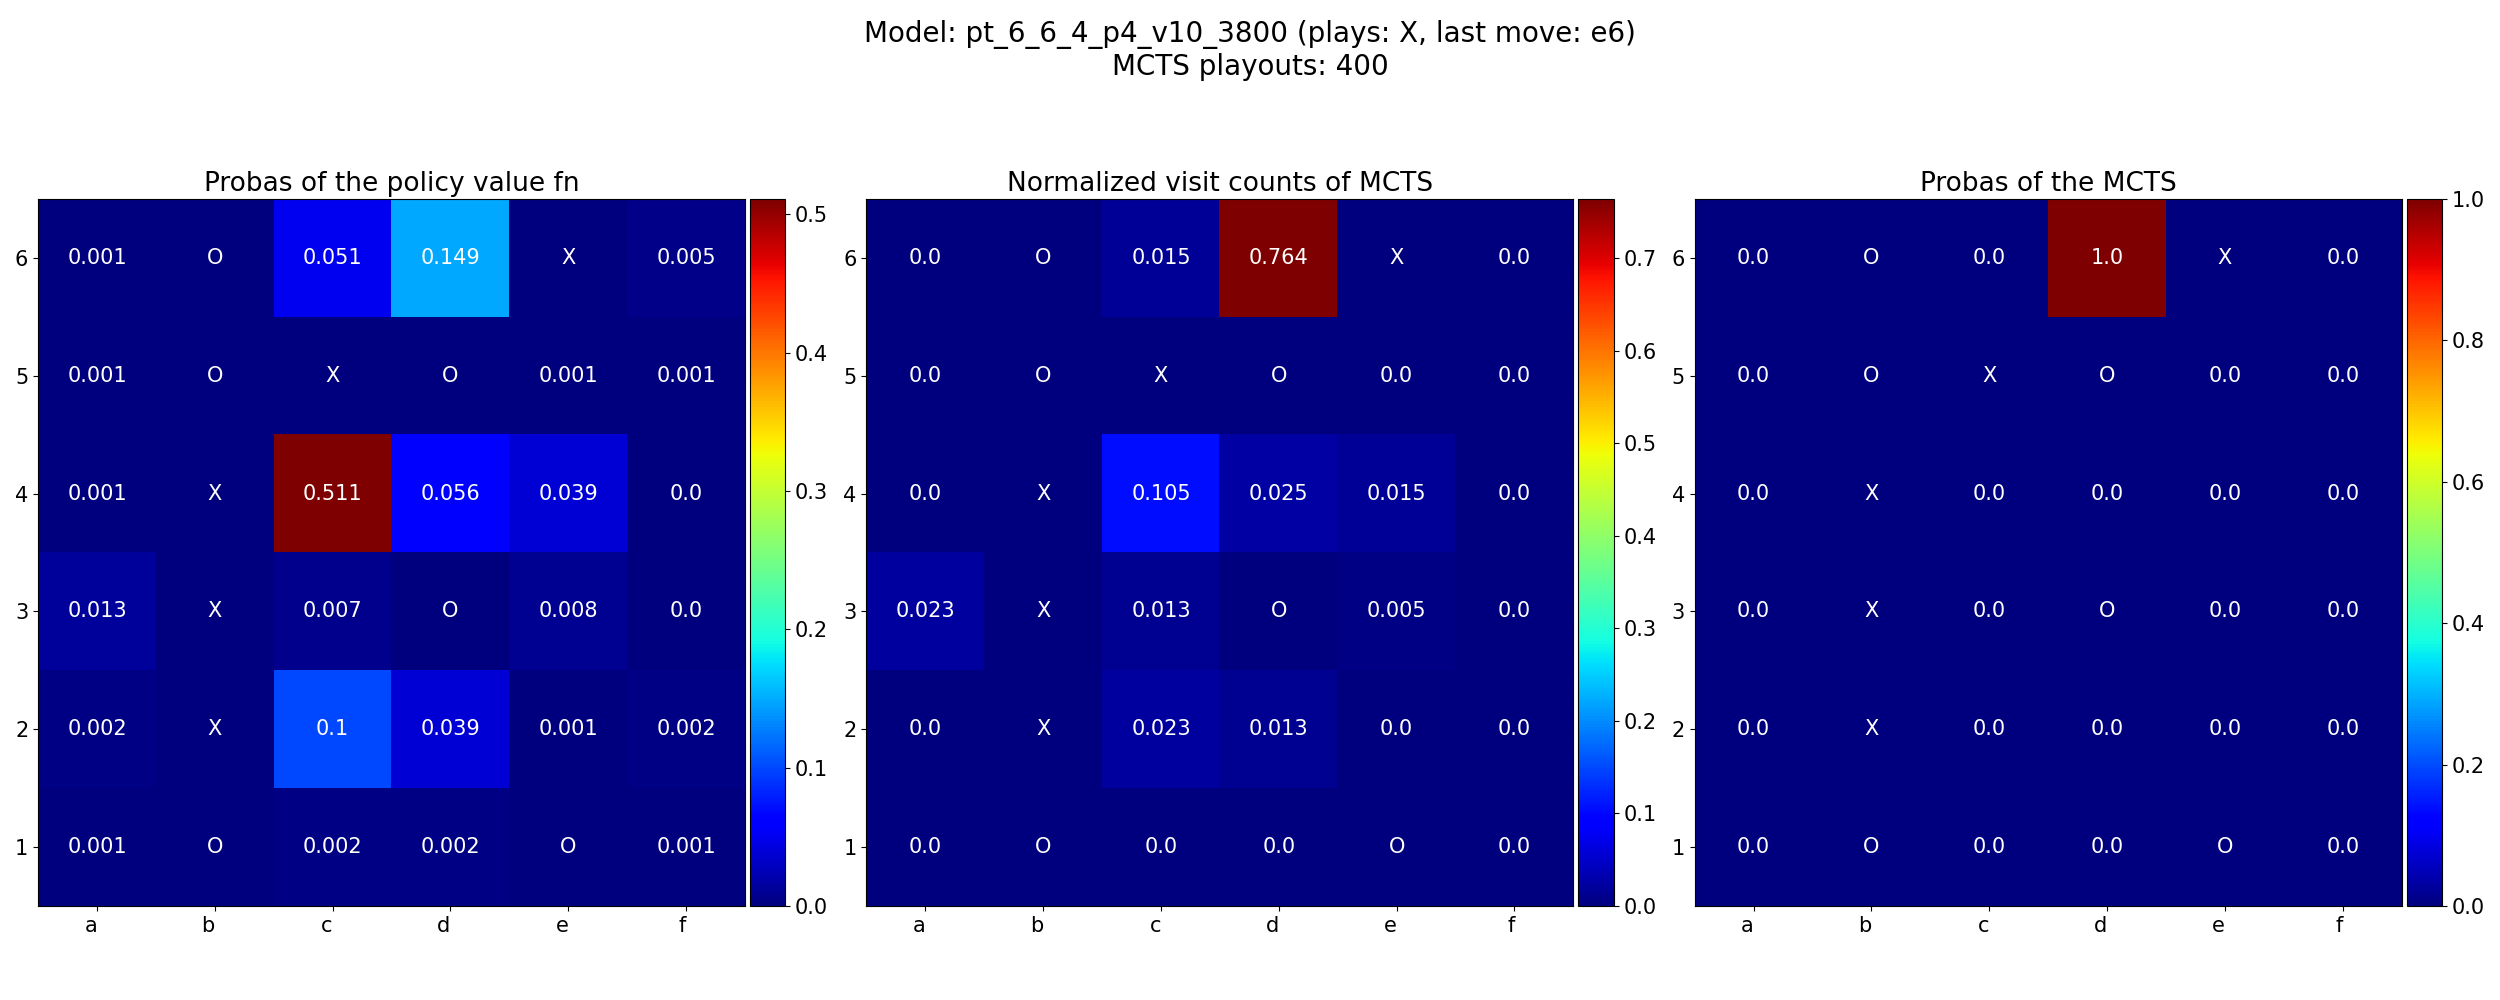 Model: pt_6_6_4_p4_v10_3800 (plays: X, last move: e6)
MCTS playouts: 400
Probas of the policy value fn
6 0.001 O 0.051 0.149 X 0.005
5 0.001 O X O 0.001 0.001
4 0.001 X 0.511 0.056 0.039 0.0
3 0.013 X 0.007 O 0.008 0.0
2 0.002 X 0.1 0.039 0.001 0.002
1 0.001 O 0.002 0.002 O 0.001
a b c d e f
0.5
0.4
0.3
0.2
0.1
0.0
Normalized visit counts of MCTS
6 0.0 O 0.015 0.764 X 0.0
5 0.0 O X O 0.0 0.0
4 0.0 X 0.105 0.025 0.015 0.0
3 0.023 X 0.013 O 0.005 0.0
2 0.0 X 0.023 0.013 0.0 0.0
1 0.0 O 0.0 0.0 O 0.0
a b c d e f
0.7
0.6
0.5
0.4
0.3
0.2
0.1
0.0
Probas of the MCTS
6 0.0 O 0.0 1.0 X 0.0
5 0.0 O X O 0.0 0.0
4 0.0 X 0.0 0.0 0.0 0.0
3 0.0 X 0.0 O 0.0 0.0
2 0.0 X 0.0 0.0 0.0 0.0
1 0.0 O 0.0 0.0 O 0.0
a b c d e f
1.0
0.8
0.6
0.4
0.2
0.0